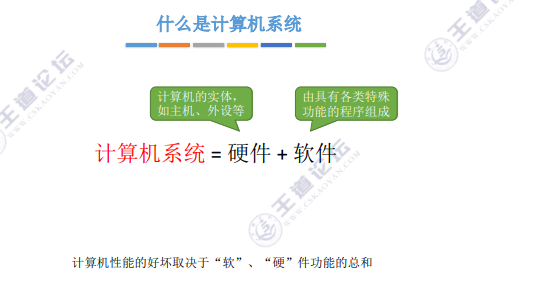 什么是计算机系统
计算机的实体，
如主机、外设等
由具有各类特殊
功能的程序组成
计算机系统 = 硬件 + 软件
计算机性能的好坏取决于“软”、“硬”件功能的总和
王道论坛
WWW.CSKAOYAN.COM
王道论坛
WWW.CSKAOYAN.COM
王道论坛
WWW.CSKAOYAN.COM